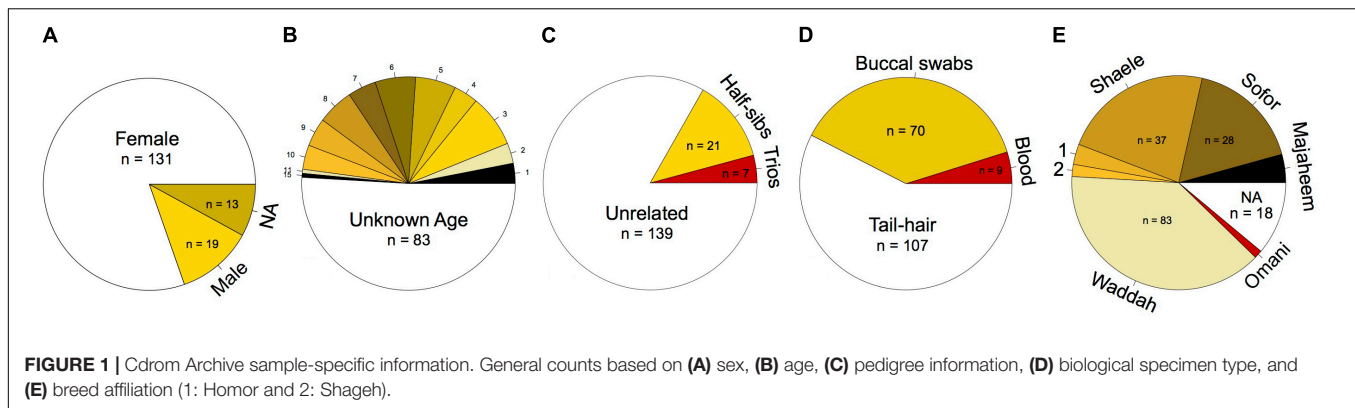 A
Female
n = 131
n = 13
NA
n = 19
Male
B
1
2
3
4
5
6
7
8
9
10
15
Unknown Age
n = 83
C
Half-sibs
n = 21
Trios
n = 7
Unrelated
n = 139
D
Buccal swabs
n = 70
Blood
n = 9
Tail-hair
n = 107
E
Shaele
n = 37
Sofor
n = 28
Majaheem
1
2
NA
n = 18
n = 83
Omani
Waddah
FIGURE 1 | Cdrom Archive sample-specific information. General counts based on (A) sex, (B) age, (C) pedigree information, (D) biological specimen type, and
(E) breed affiliation (1: Homor and 2: Shageh).